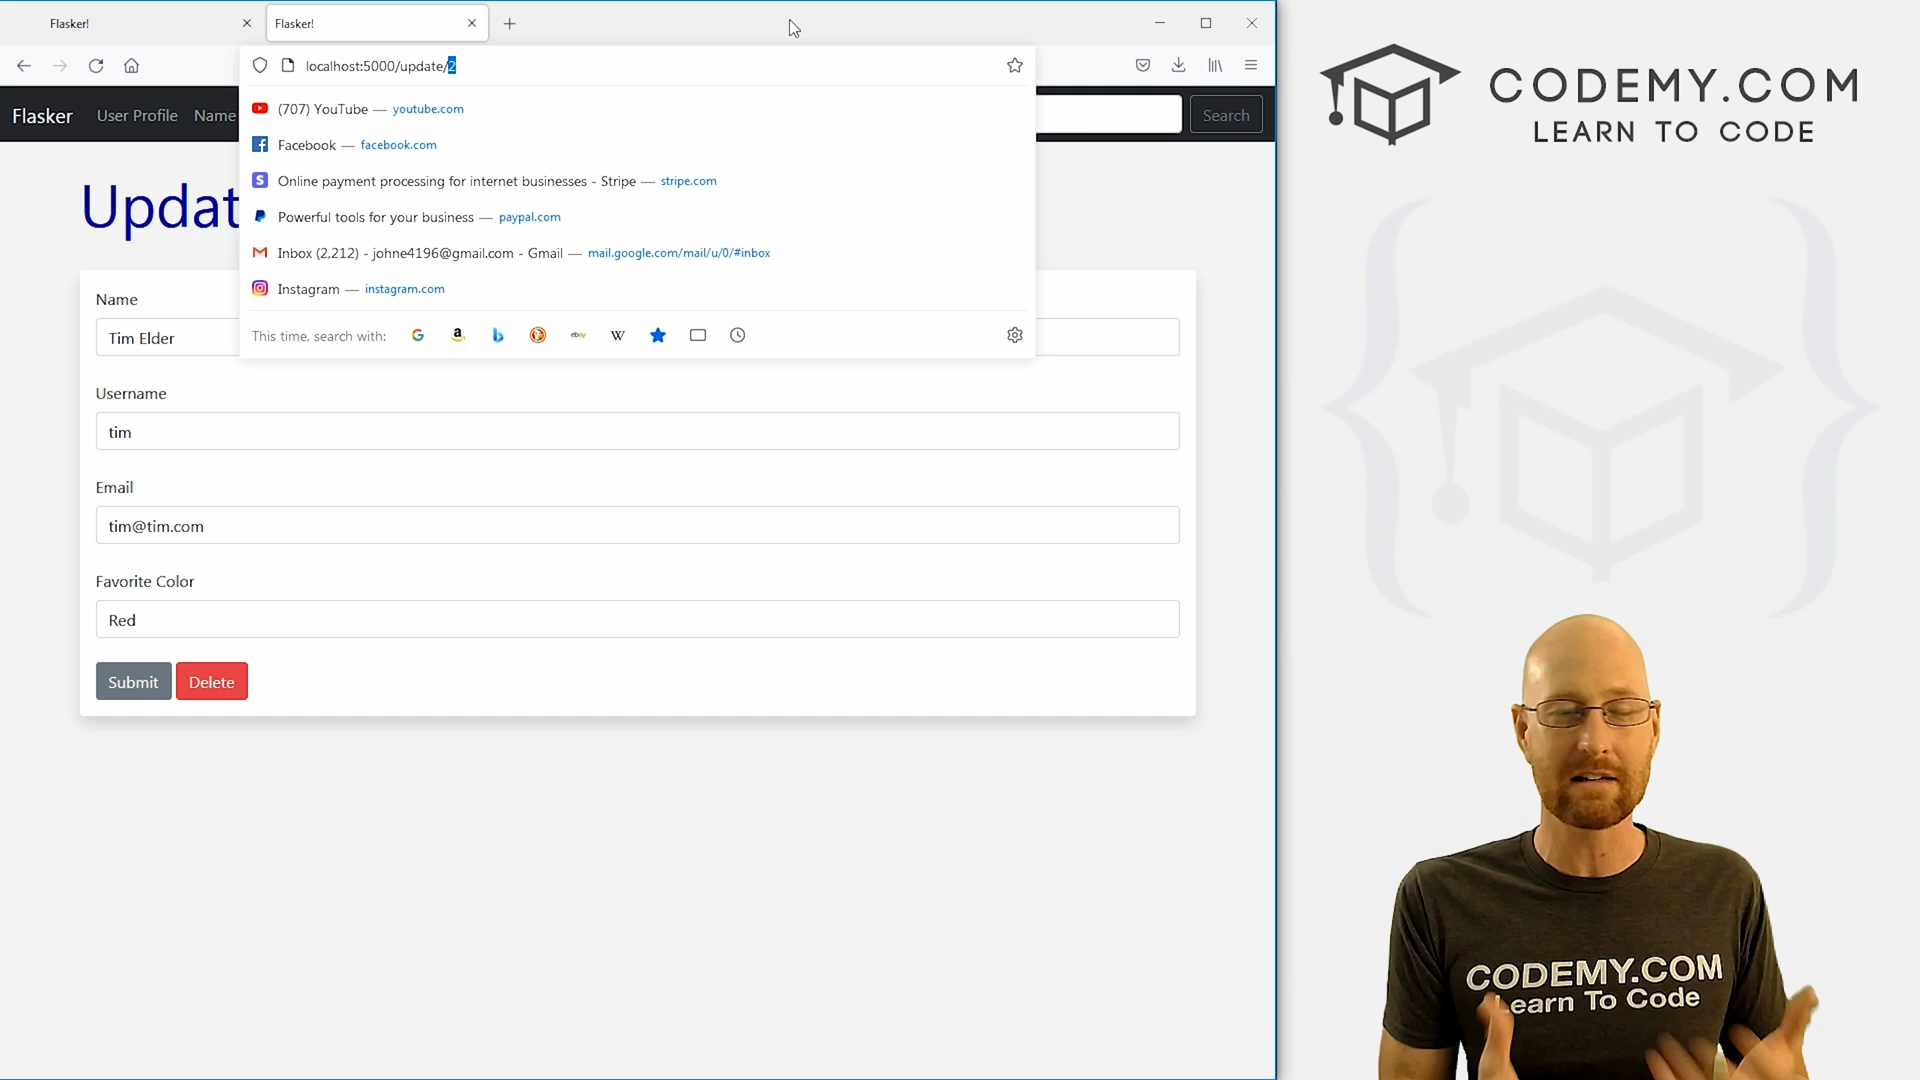 Flasker!
Flasker!
localhost:5000/update/2
(707) YouTube — youtube.com
Facebook — facebook.com
Online payment processing for internet businesses - Stripe — stripe.com
Powerful tools for your business — paypal.com
Inbox (2,212) - johne4196@gmail.com - Gmail — mail.google.com/mail/u/0/#inbox
Instagram — instagram.com
This time, search with:
Flasker User Profile Name Search
Updat
Name
Tim Elder
Username
tim
Email
tim@tim.com
Favorite Color
Red
Submit Delete
CODEMY.COM
LEARN TO CODE
CODEMY.COM
Learn To Code